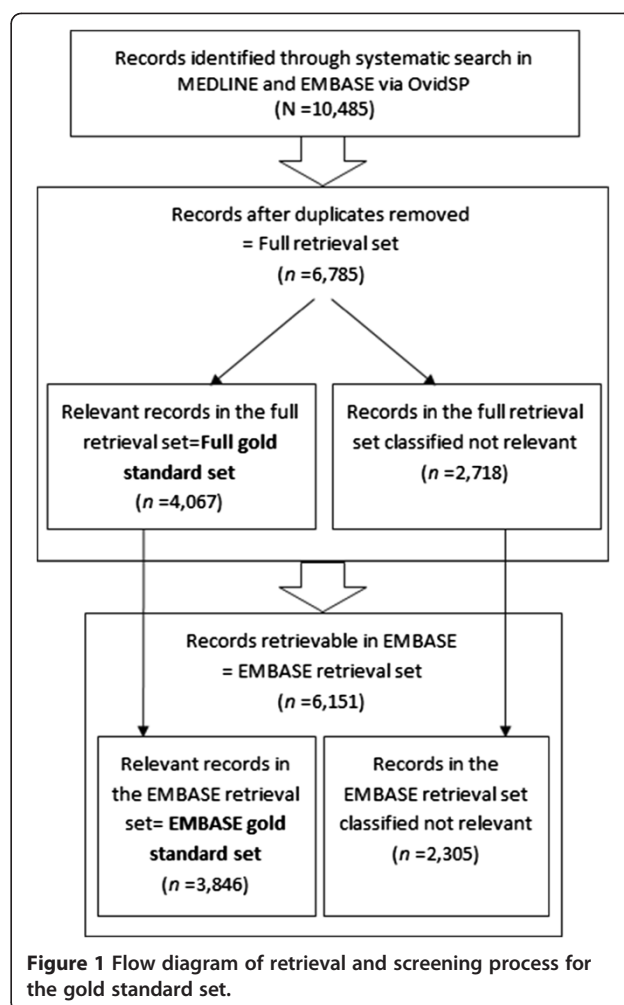 Records identified through systematic search in
MEDLINE and EMBASE via OvidSP
(N =10,485)
Records after duplicates removed
= Full retrieval set
(n =6,785)
Relevant records in the full
retrieval set=Full gold
standard set
(n =4,067)
Records in the full retrieval
set classified not relevant
(n =2,718)
Records retrievable in EMBASE
= EMBASE retrieval set
(n =6,151)
Relevant records in
the EMBASE retrieval
set= EMBASE gold
standard set
(n =3,846)
Records in the
EMBASE retrieval set
classified not relevant
(n =2,305)
Figure 1 Flow diagram of retrieval and screening process for
the gold standard set.